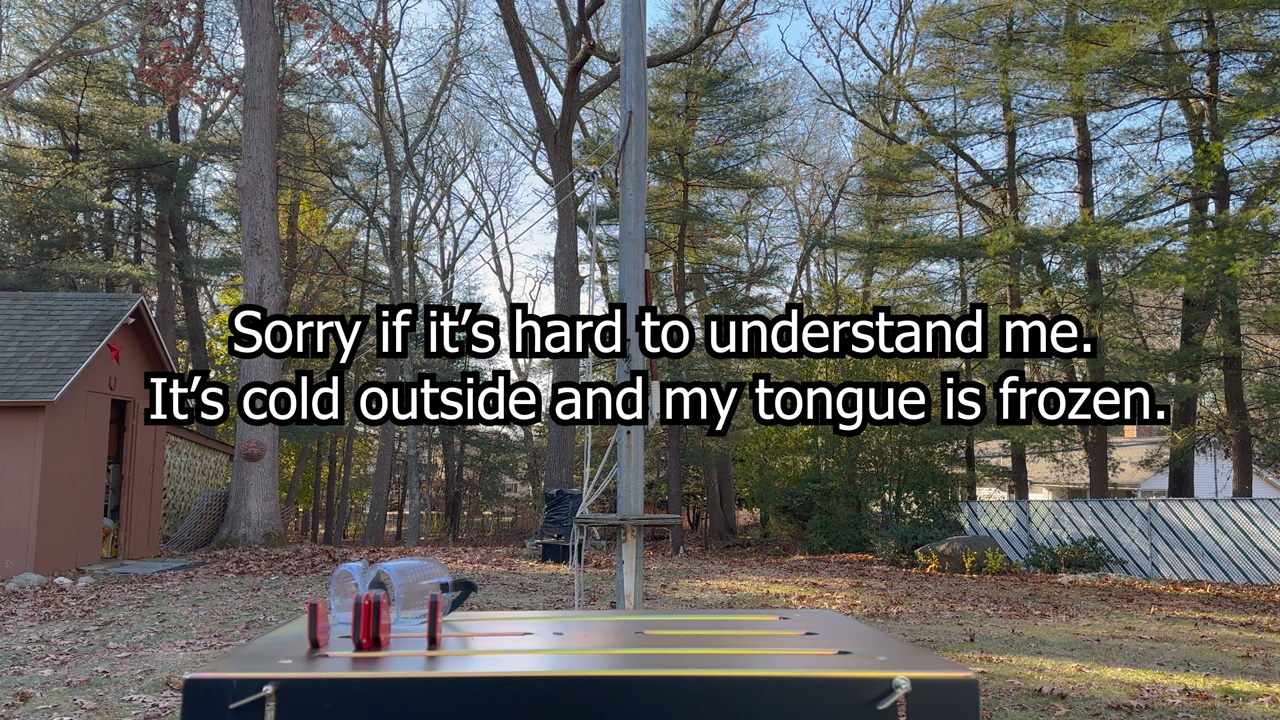 Sorry if it’s hard to understand me.
It’s cold outside and my tongue is frozen.